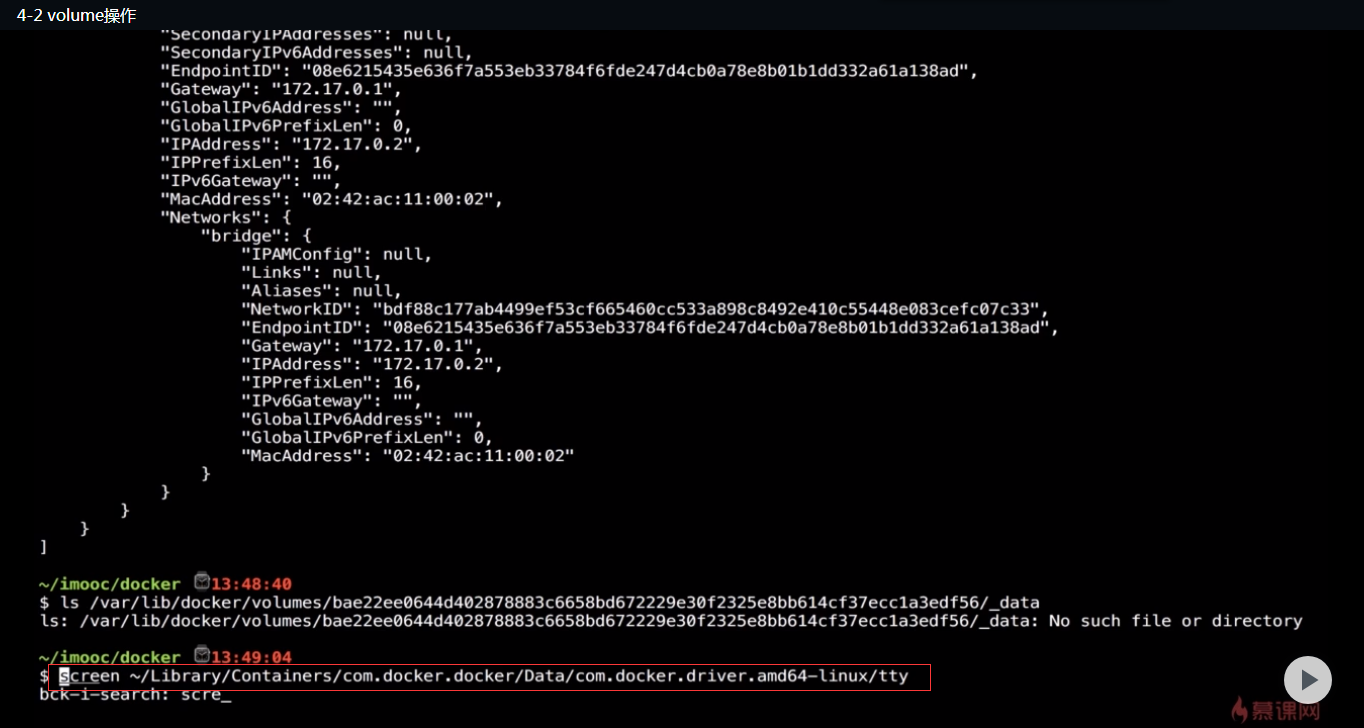 4-2 volume操作
"SecondaryIPAddresses": null,
"SecondaryIPv6Addresses": null,
"EndpointID": "08e6215435e636f7a553eb33784f6fde247d4cb0a78e8b01b1dd332a61a138ad",
"Gateway": "172.17.0.1",
"GlobalIPv6Address": "",
"GlobalIPv6PrefixLen": 0,
"IPAddress": "172.17.0.2",
"IPPrefixLen": 16,
"IPv6Gateway": "",
"MacAddress": "02:42:ac:11:00:02",
"Networks": {
"bridge": {
"IPAMConfig": null,
"Links": null,
"Aliases": null,
"NetworkID": "bdf88c177ab4499ef53cf665460cc533a898c8492e410c55448e083cefc07c33",
"EndpointID": "08e6215435e636f7a553eb33784f6fde247d4cb0a78e8b01b1dd332a61a138ad",
"Gateway": "172.17.0.1",
"IPAddress": "172.17.0.2",
"IPPrefixLen": 16,
"IPv6Gateway": "",
"GlobalIPv6Address": "",
"GlobalIPv6PrefixLen": 0,
"MacAddress": "02:42:ac:11:00:02"
}
}
}
}
]
~/imooc/docker 13:48:40
$ ls /var/lib/docker/volumes/bae22ee0644d402878883c6658bd672229e30f2325e8bb614cf37ecc1a3edf56/_data
ls: /var/lib/docker/volumes/bae22ee0644d402878883c6658bd672229e30f2325e8bb614cf37ecc1a3edf56/_data: No such file or directory
~/imooc/docker 13:49:04
$ screen ~/Library/Containers/com.docker.docker/Data/com.docker.driver.amd64-linux/tty
bck-i-search: scre_
慕课网